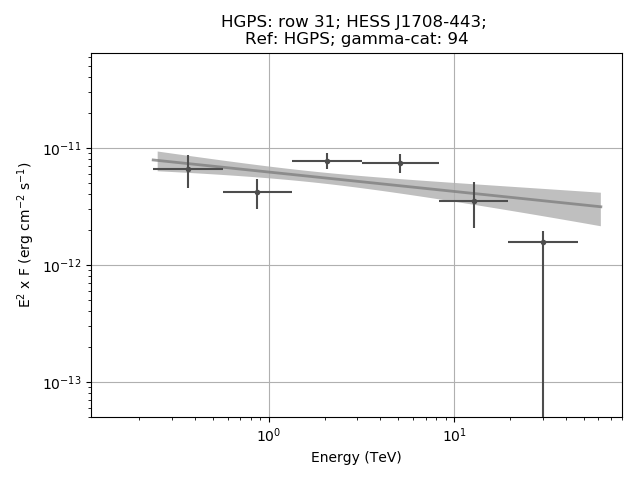 HGPS: row 31; HESS J1708-443;
Ref: HGPS; gamma-cat: 94
E² x F (erg cm⁻² s⁻¹)
10⁻¹¹
10⁻¹²
10⁻¹³
10⁰ 10¹
Energy (TeV)